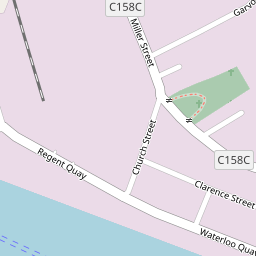 C158C
Garvo
Miller Street
Church Street
C158C
Regent Quay
Clarence Street
Waterloo Quay